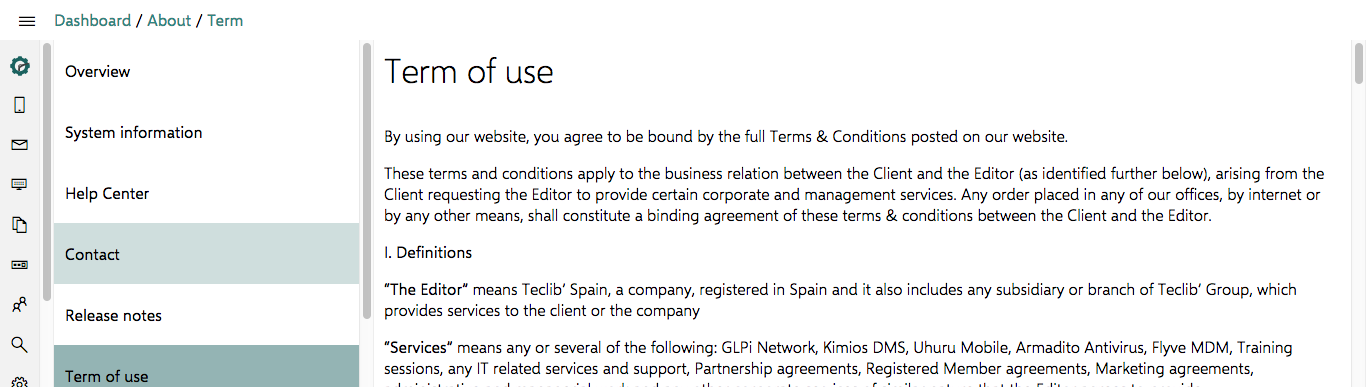 Dashboard / About / Term
Overview
System information
Help Center
Contact
Release notes
Term of use
Term of use
By using our website, you agree to be bound by the full Terms & Conditions posted on our website.
These terms and conditions apply to the business relation between the Client and the Editor (as identified further below), arising from the
Client requesting the Editor to provide certain corporate and management services. Any order placed in any of our offices, by internet or
by any other means, shall constitute a binding agreement of these terms & conditions between the Client and the Editor.
I. Definitions
“The Editor” means Teclib’ Spain, a company, registered in Spain and it also includes any subsidiary or branch of Teclib’ Group, which
provides services to the client or the company
“Services” means any or several of the following: GLPi Network, Kimios DMS, Uhuru Mobile, Armadito Antivirus, Flyve MDM, Training
sessions, any IT related services and support, Partnership agreements, Registered Member agreements, Marketing agreements,